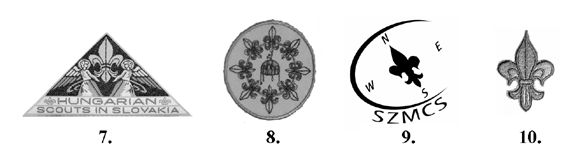 HUNGARIAN
SCOUTS IN SLOVAKIA
N
E
W
S
SZMCS
7.
8.
9.
10.